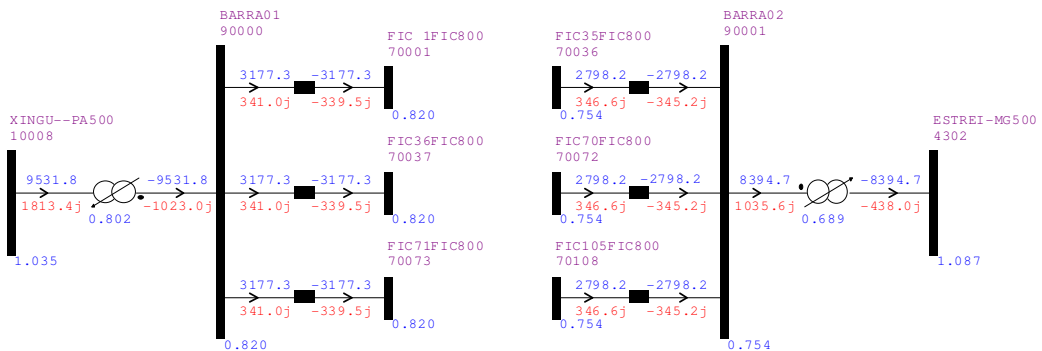 BARRA01
90000
FIC 1FIC800
70001
3177.3 -3177.3
341.0j -339.5j
0.820
XINGU--PA500
10008
9531.8 -9531.8
1813.4j -1023.0j
0.802
1.035
FIC36FIC800
70037
3177.3 -3177.3
341.0j -339.5j
0.820
FIC71FIC800
70073
3177.3 -3177.3
341.0j -339.5j
0.820
0.820
BARRA02
90001
FIC35FIC800
70036
2798.2 -2798.2
346.6j -345.2j
0.754
FIC70FIC800
70072
2798.2 -2798.2
346.6j -345.2j
0.754
FIC105FIC800
70108
2798.2 -2798.2
346.6j -345.2j
0.754
0.754
ESTREI-MG500
4302
8394.7 -8394.7
1035.6j -438.0j
0.689
1.087